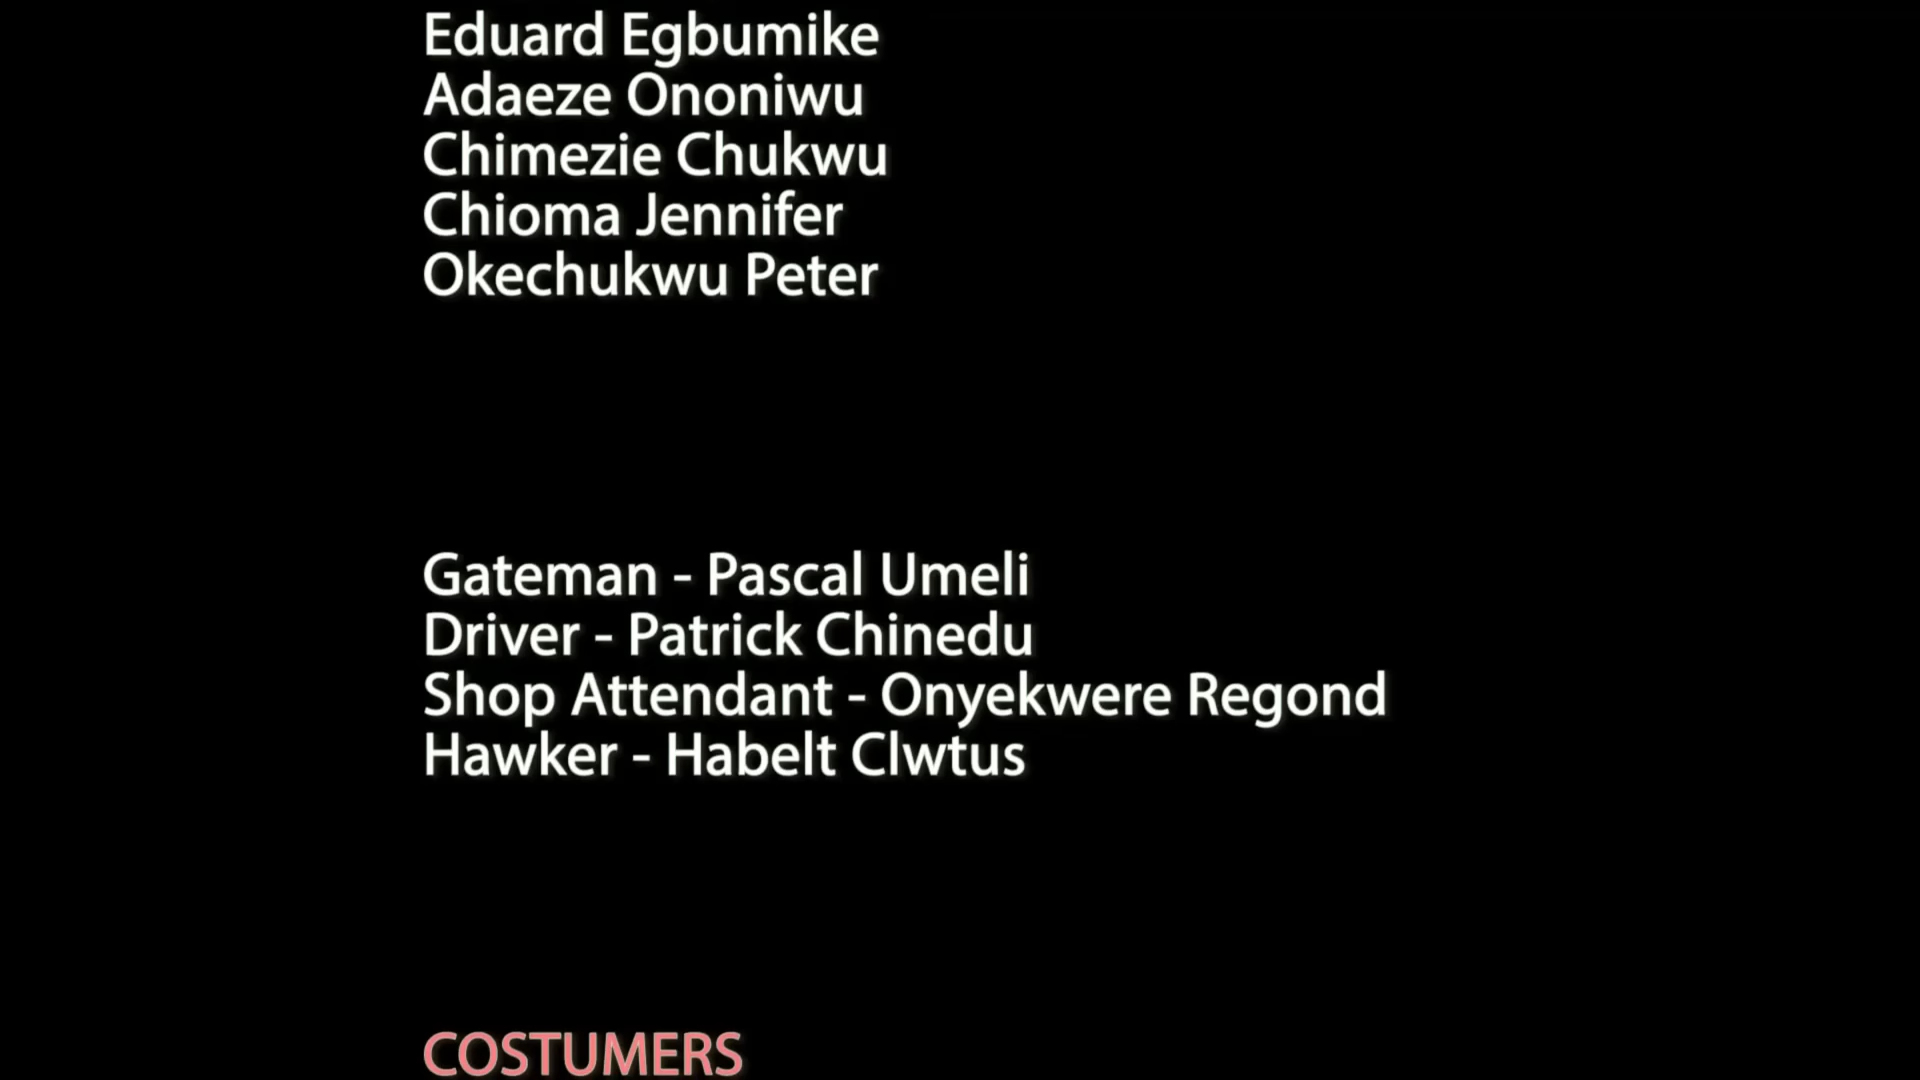 Eduard Egbumike
Adaeze Ononiwu
Chimezie Chukwu
Chioma Jennifer
Okechukwu Peter
Gateman - Pascal Umeli
Driver - Patrick Chinedu
Shop Attendant - Onyekwere Regond
Hawker - Habelt Clwtus
COSTUMERS